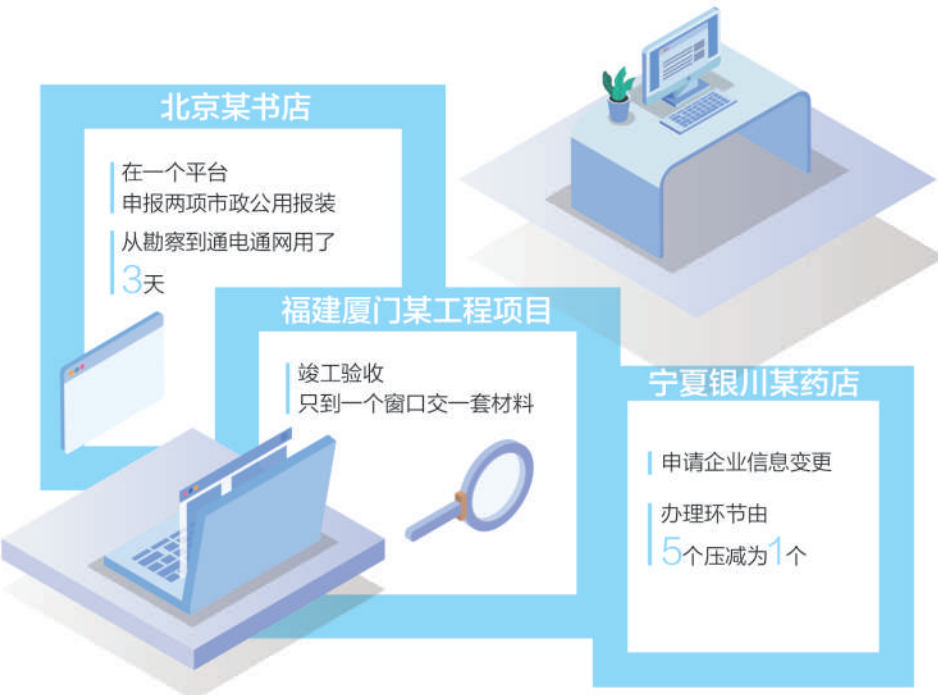 北京某书店
在一个平台
申报两项市政公用报装
从勘察到通电通网用了
3天
福建厦门某工程项目
竣工验收
只到一个窗口交一套材料
宁夏银川某药店
申请企业信息变更
办理环节由
5个压减为1个